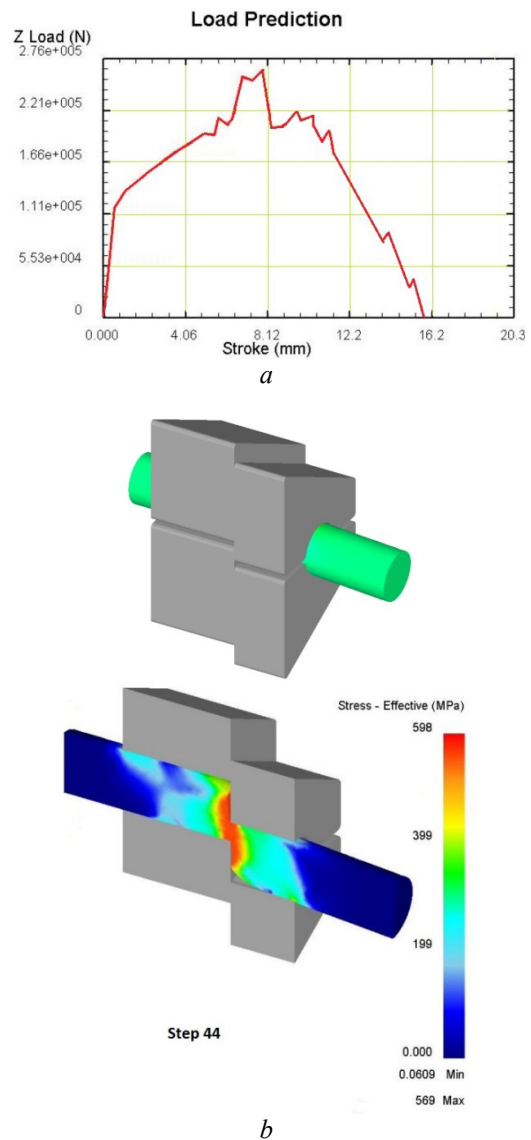 Load Prediction
Z Load (N)
2.76e+005
2.21e+005
1.66e+005
1.11e+005
5.53e+004
0
0.000 4.06 8.12 12.2 16.2 20.3
Stroke (mm)
a
Stress - Effective (MPa)
598
399
199
0.000
0.0609 Min
569 Max
Step 44
b